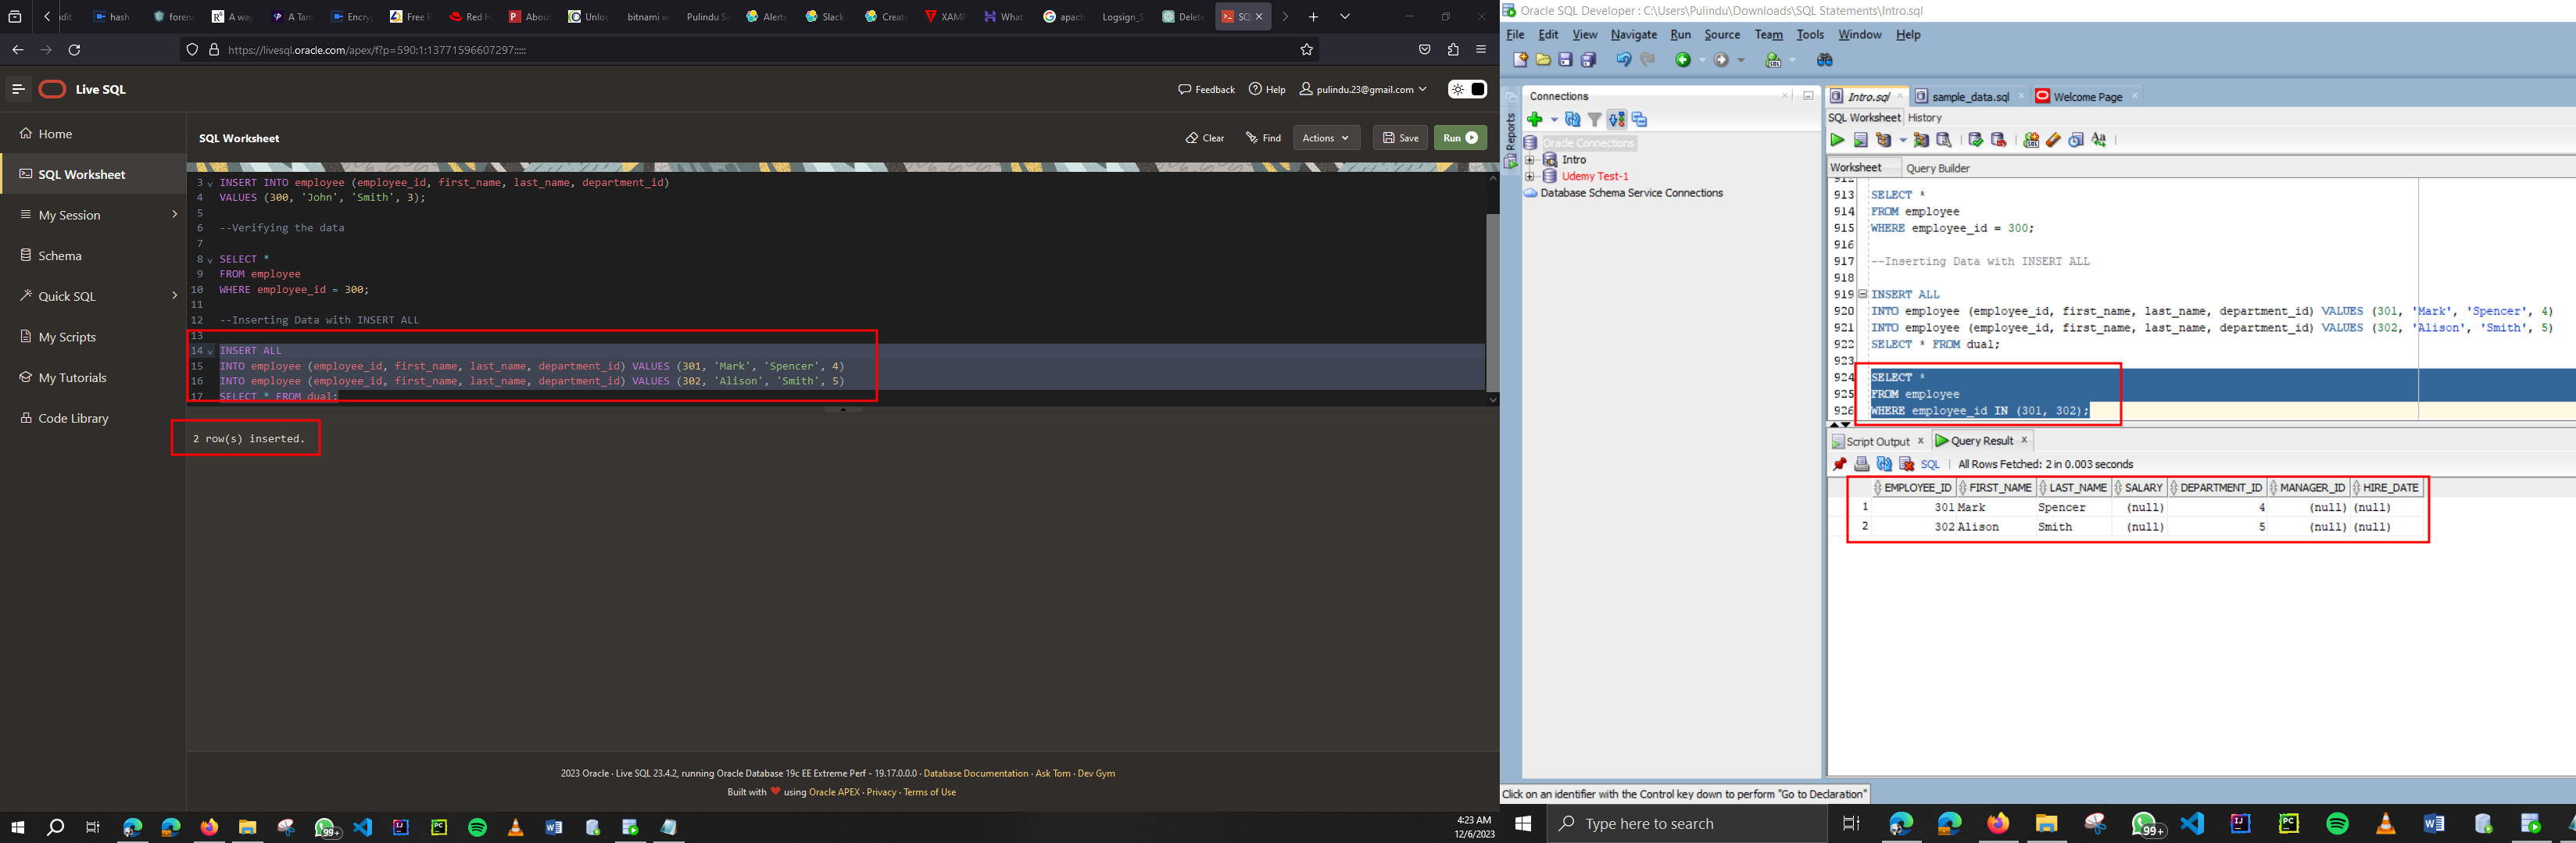 udit
hash
foren
A way
A Tam
Encry
Free R
Red H
About
Unlo
bitnami w
Pulindu Sa
Alerts
Slack
Create
XAMP
What
apach
Logsign_S
Delete
SQ
https://livesql.oracle.com/apex/f?p=590:1:13771596607297:::::
Live SQL
Feedback
Help
pulindu.23@gmail.com
Home
SQL Worksheet
My Session
Schema
Quick SQL
My Scripts
My Tutorials
Code Library
SQL Worksheet
Clear
Find
Actions
Save
Run
3 INSERT INTO employee (employee_id, first_name, last_name, department_id)
4 VALUES (300, 'John', 'Smith', 3);
5
6 --Verifying the data
7
8 SELECT *
9 FROM employee
10 WHERE employee_id = 300;
11
12 --Inserting Data with INSERT ALL
13
14 INSERT ALL
15 INTO employee (employee_id, first_name, last_name, department_id) VALUES (301, 'Mark', 'Spencer', 4)
16 INTO employee (employee_id, first_name, last_name, department_id) VALUES (302, 'Alison', 'Smith', 5)
17 SELECT * FROM dual;
2 row(s) inserted.
2023 Oracle · Live SQL 23.4.2, running Oracle Database 19c EE Extreme Perf - 19.17.0.0.0 · Database Documentation · Ask Tom · Dev Gym
Built with ❤ using Oracle APEX · Privacy · Terms of Use
99+
4:23 AM
12/6/2023
Oracle SQL Developer : C:\Users\Pulindu\Downloads\SQL Statements\Intro.sql
File Edit View Navigate Run Source Team Tools Window Help
Reports
Connections
Oracle Connections
Intro
Udemy Test-1
Database Schema Service Connections
Intro.sql
sample_data.sql
Welcome Page
SQL Worksheet History
Worksheet Query Builder
912
913 SELECT *
914 FROM employee
915 WHERE employee_id = 300;
916
917 --Inserting Data with INSERT ALL
918
919 INSERT ALL
920 INTO employee (employee_id, first_name, last_name, department_id) VALUES (301, 'Mark', 'Spencer', 4)
921 INTO employee (employee_id, first_name, last_name, department_id) VALUES (302, 'Alison', 'Smith', 5)
922 SELECT * FROM dual;
923
924 SELECT *
925 FROM employee
926 WHERE employee_id IN (301, 302);
Script Output x Query Result x
SQL | All Rows Fetched: 2 in 0.003 seconds
EMPLOYEE_ID FIRST_NAME LAST_NAME SALARY DEPARTMENT_ID MANAGER_ID HIRE_DATE
1 301 Mark Spencer (null) 4 (null) (null)
2 302 Alison Smith (null) 5 (null) (null)
Click on an identifier with the Control key down to perform "Go to Declaration"
Type here to search
99+